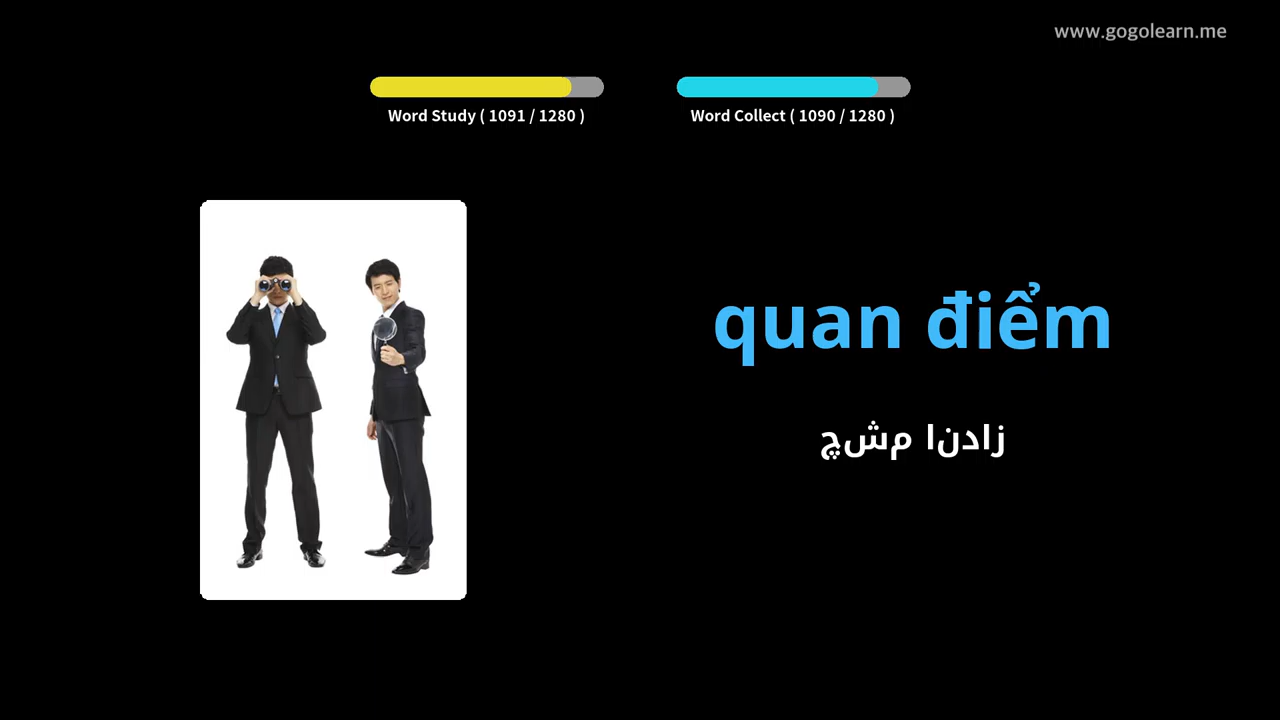 www.gogolearn.me
Word Study ( 1091 / 1280 )
Word Collect ( 1090 / 1280 )
quan điểm
چشم انداز